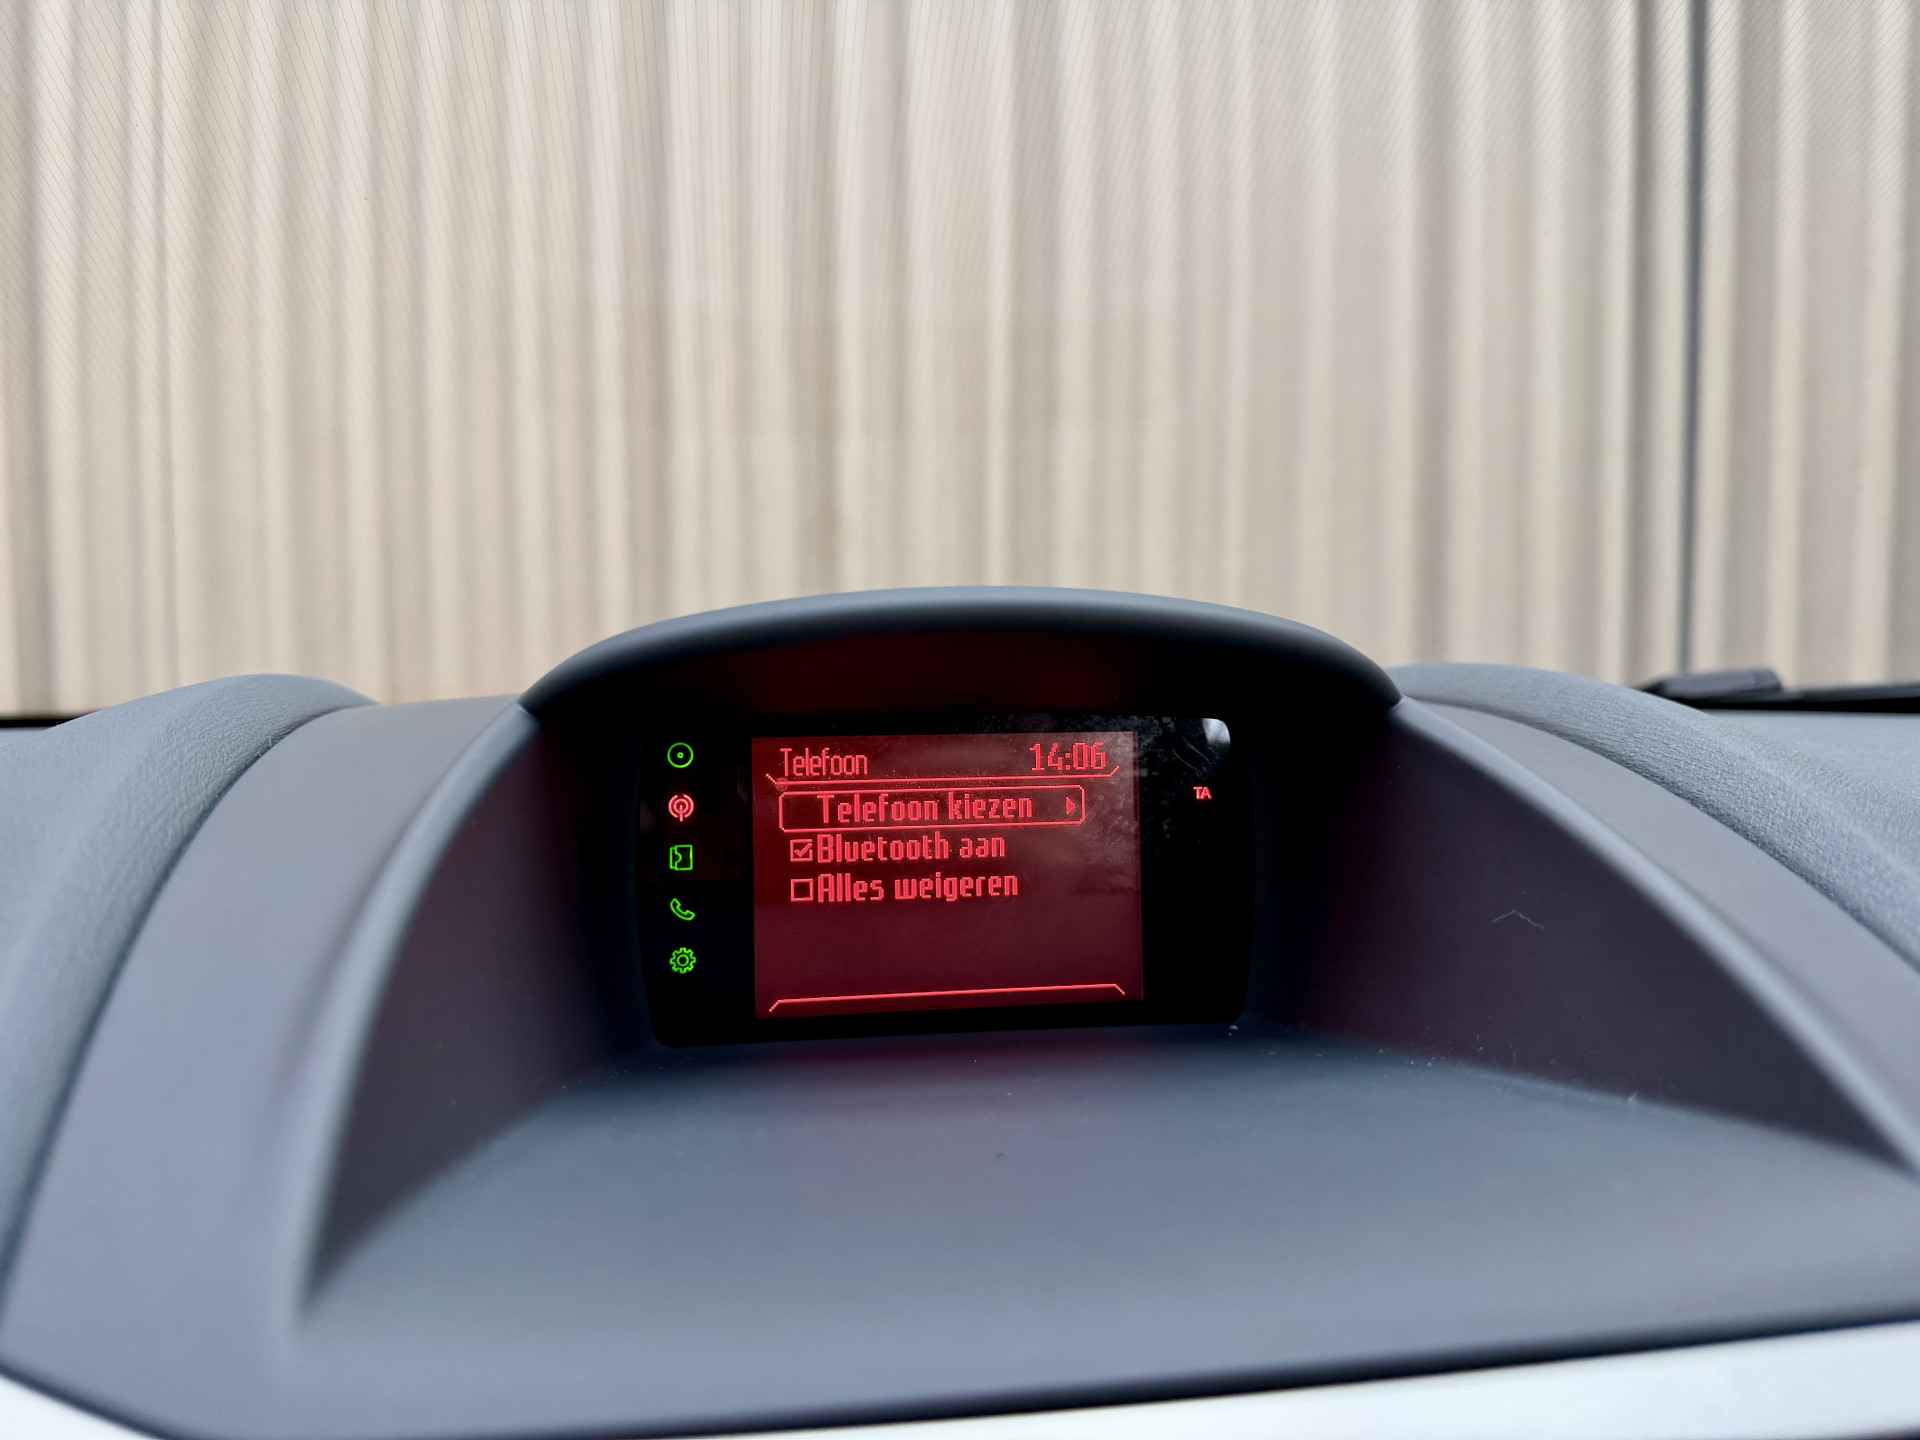 Telefoon 14:06
Telefoon kiezen
Bluetooth aan
Alles weigeren
TA